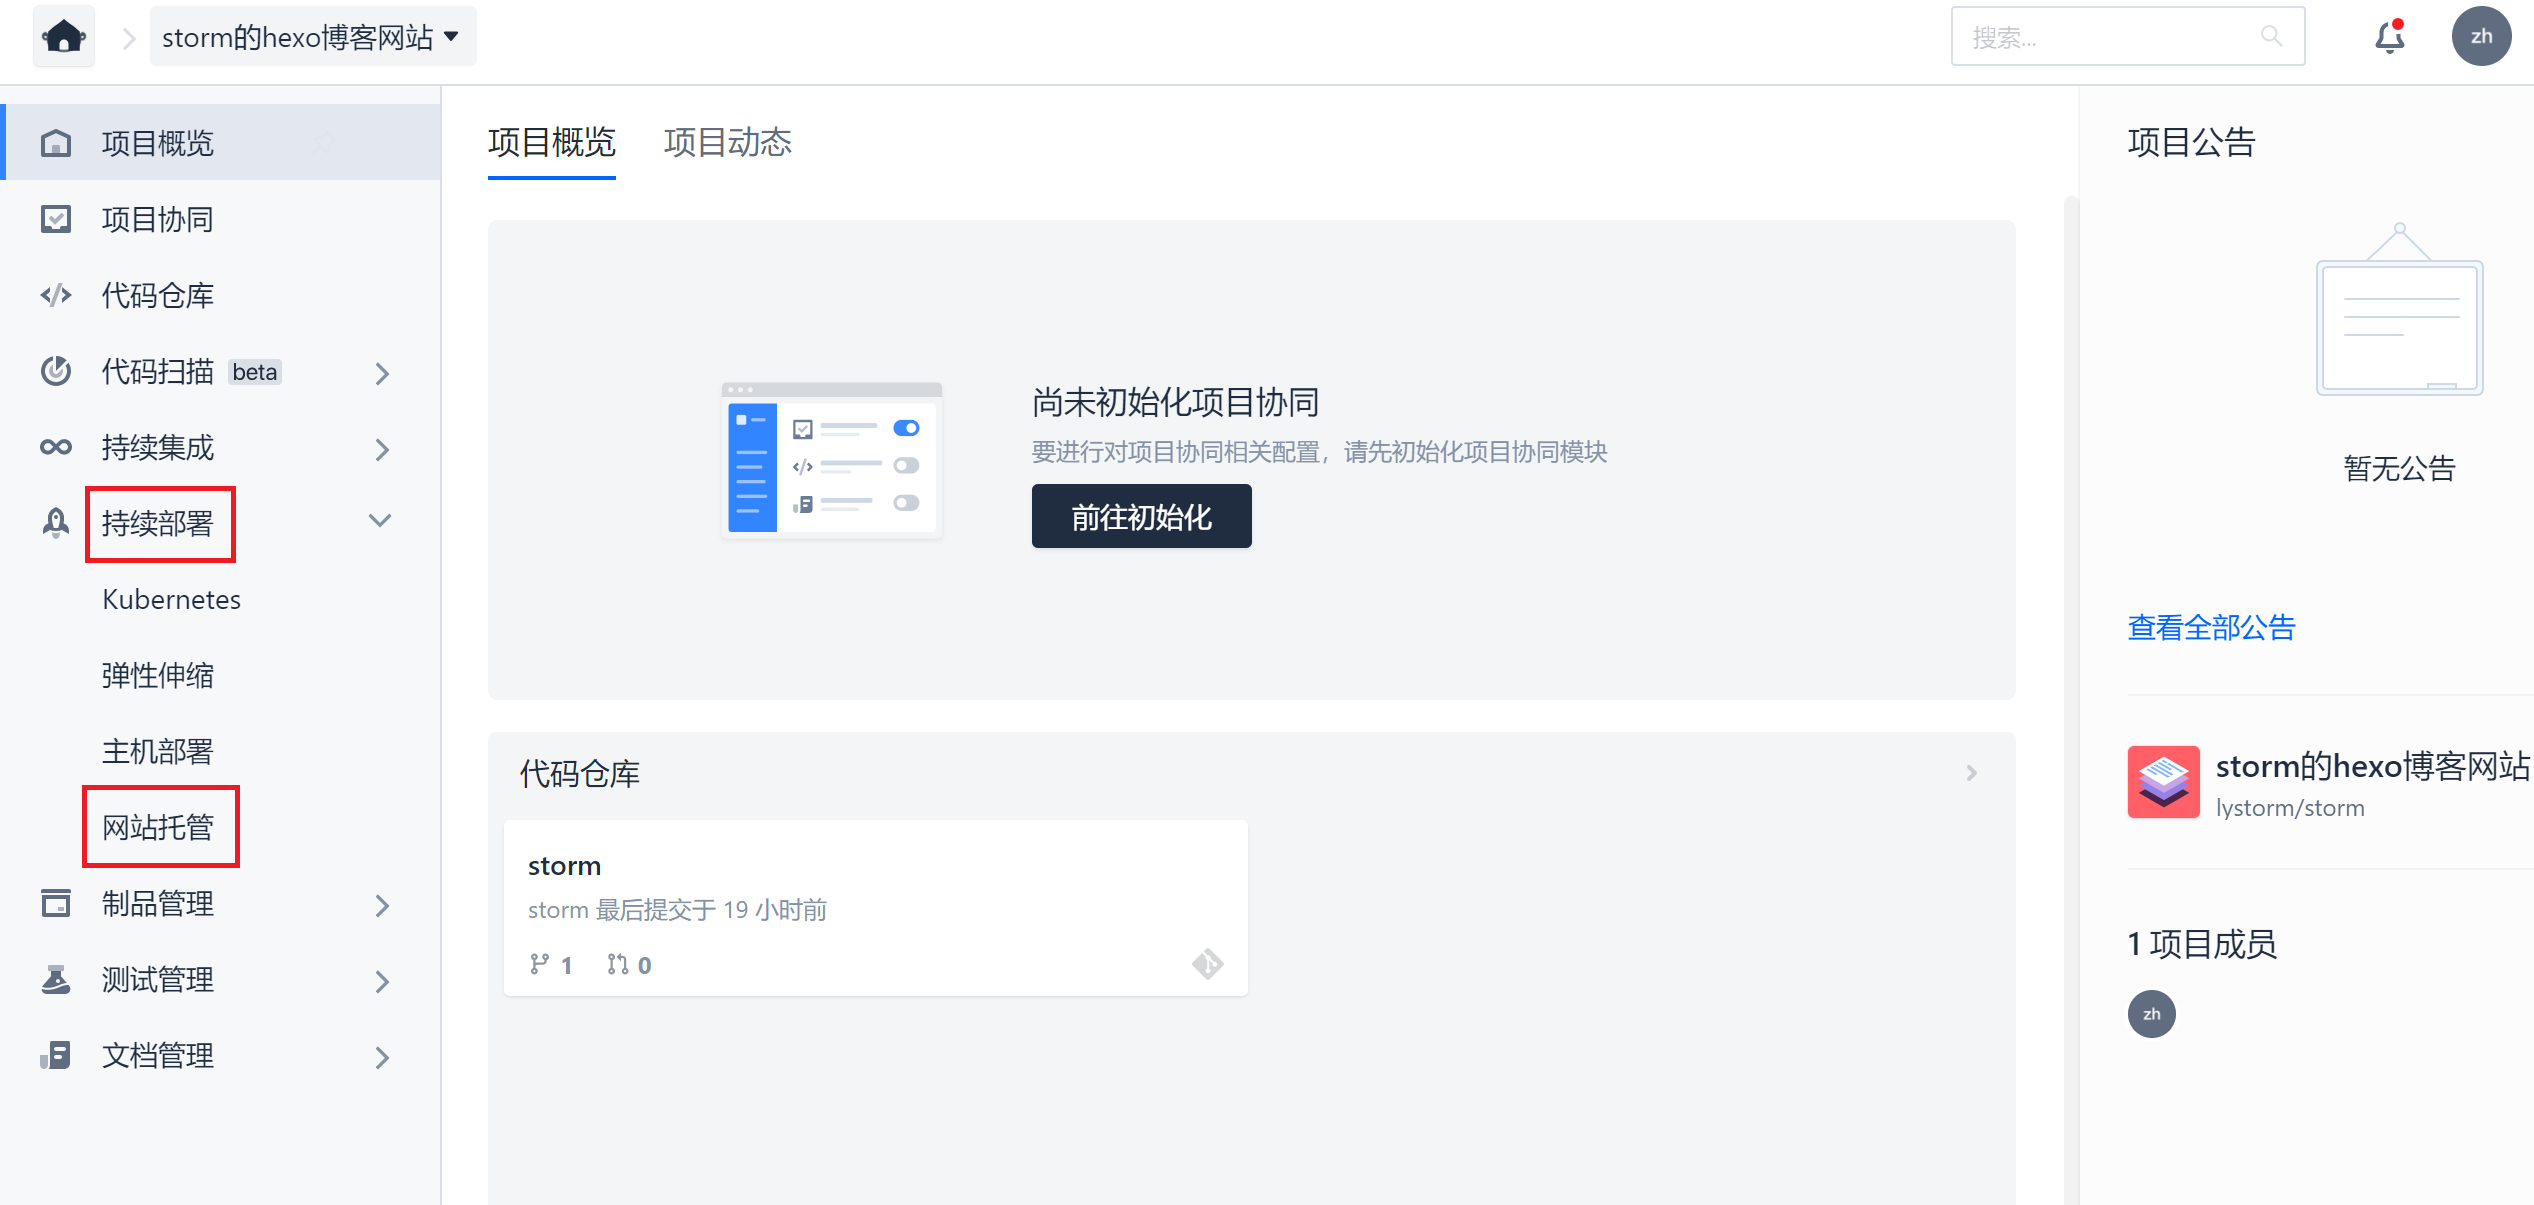 storm的hexo博客网站
搜索...
zh
项目概览
项目协同
代码仓库
代码扫描 beta
持续集成
持续部署
Kubernetes
弹性伸缩
主机部署
网站托管
制品管理
测试管理
文档管理
项目概览 项目动态
尚未初始化项目协同
要进行对项目协同相关配置，请先初始化项目协同模块
前往初始化
代码仓库
storm
storm 最后提交于 19 小时前
1 0
项目公告
暂无公告
查看全部公告
storm的hexo博客网站
lystorm/storm
1 项目成员
zh